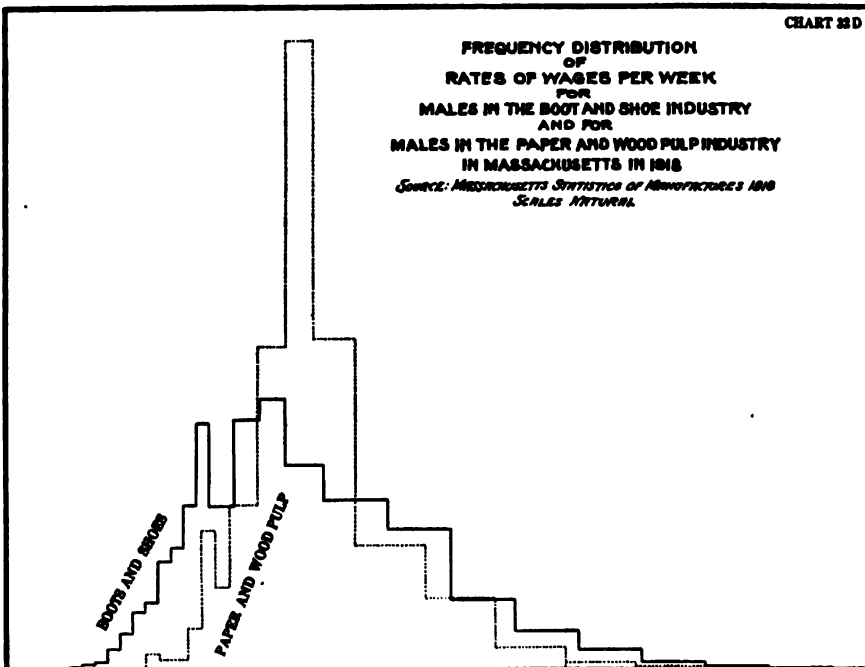 CHART 32D
FREQUENCY DISTRIBUTION
OF
RATES OF WAGES PER WEEK
FOR
MALES IN THE BOOT AND SHOE INDUSTRY
AND FOR
MALES IN THE PAPER AND WOOD PULP INDUSTRY
IN MASSACHUSETTS IN 1918
SOURCE: MASSACHUSETTS STATISTICS OF MANUFACTURES 1918
SCALES NATURAL
BOOTS AND SHOES
PAPER AND WOOD PULP